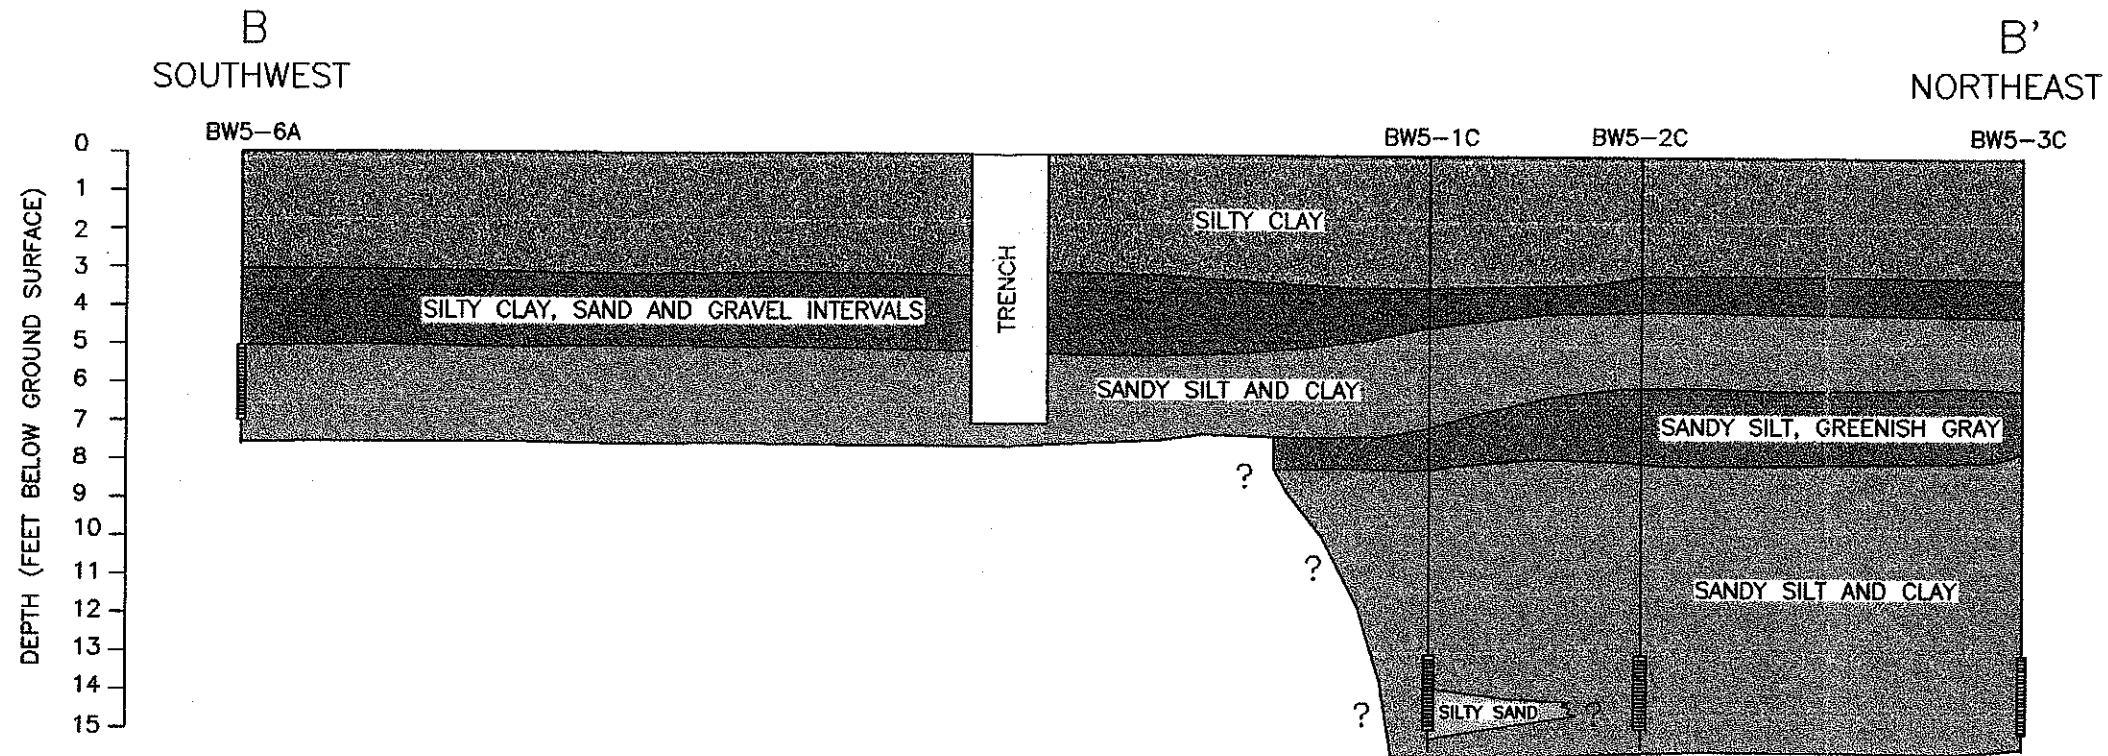 B
SOUTHWEST
B'
NORTHEAST
BW5-6A
BW5-1C
BW5-2C
BW5-3C
DEPTH (FEET BELOW GROUND SURFACE)
0
1
2
3
4
5
6
7
8
9
10
11
12
13
14
15
SILTY CLAY
TRENCH
SILTY CLAY, SAND AND GRAVEL INTERVALS
SANDY SILT AND CLAY
SANDY SILT, GREENISH GRAY
?
?
SANDY SILT AND CLAY
?
SILTY SAND
?